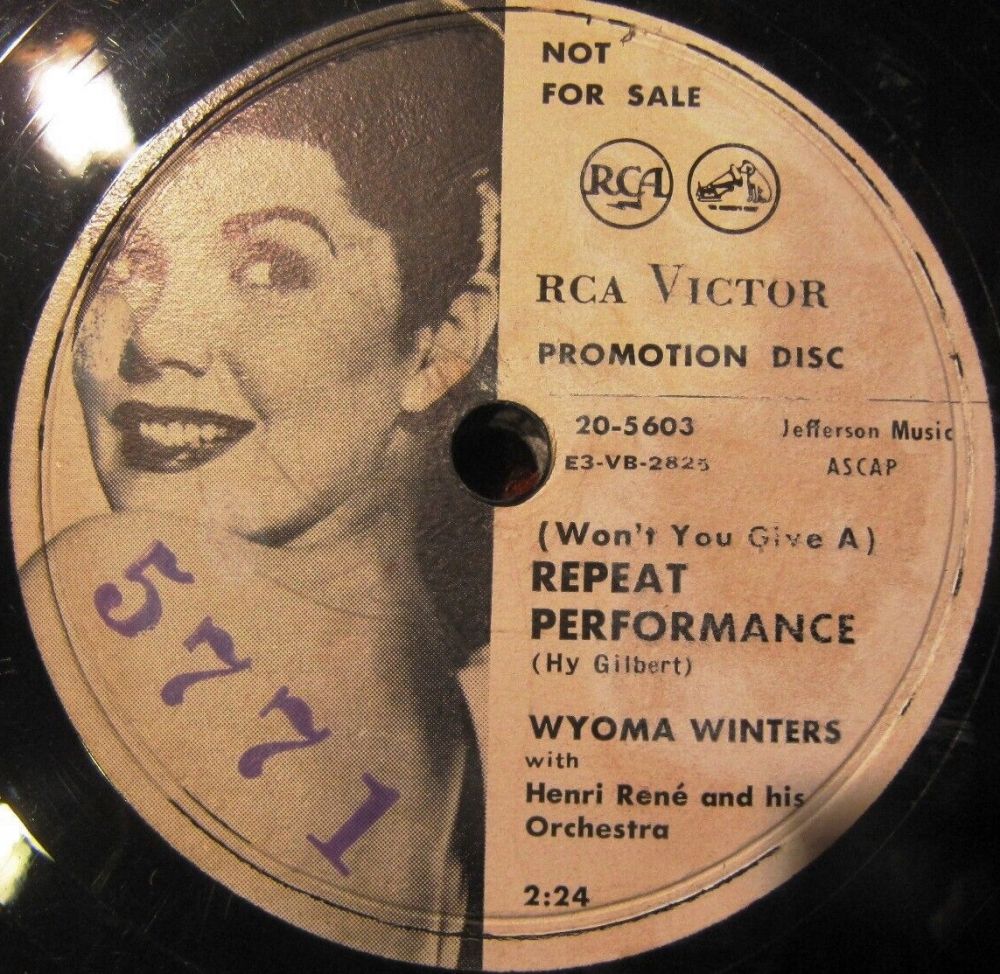 NOT
FOR SALE
RCA
RCA VICTOR
PROMOTION DISC
20-5603
Jefferson Music
E3-VB-2825
ASCAP
(Won't You Give A)
REPEAT
PERFORMANCE
(Hy Gilbert)
WYOMA WINTERS
with
Henri René and his
Orchestra
2:24
5771